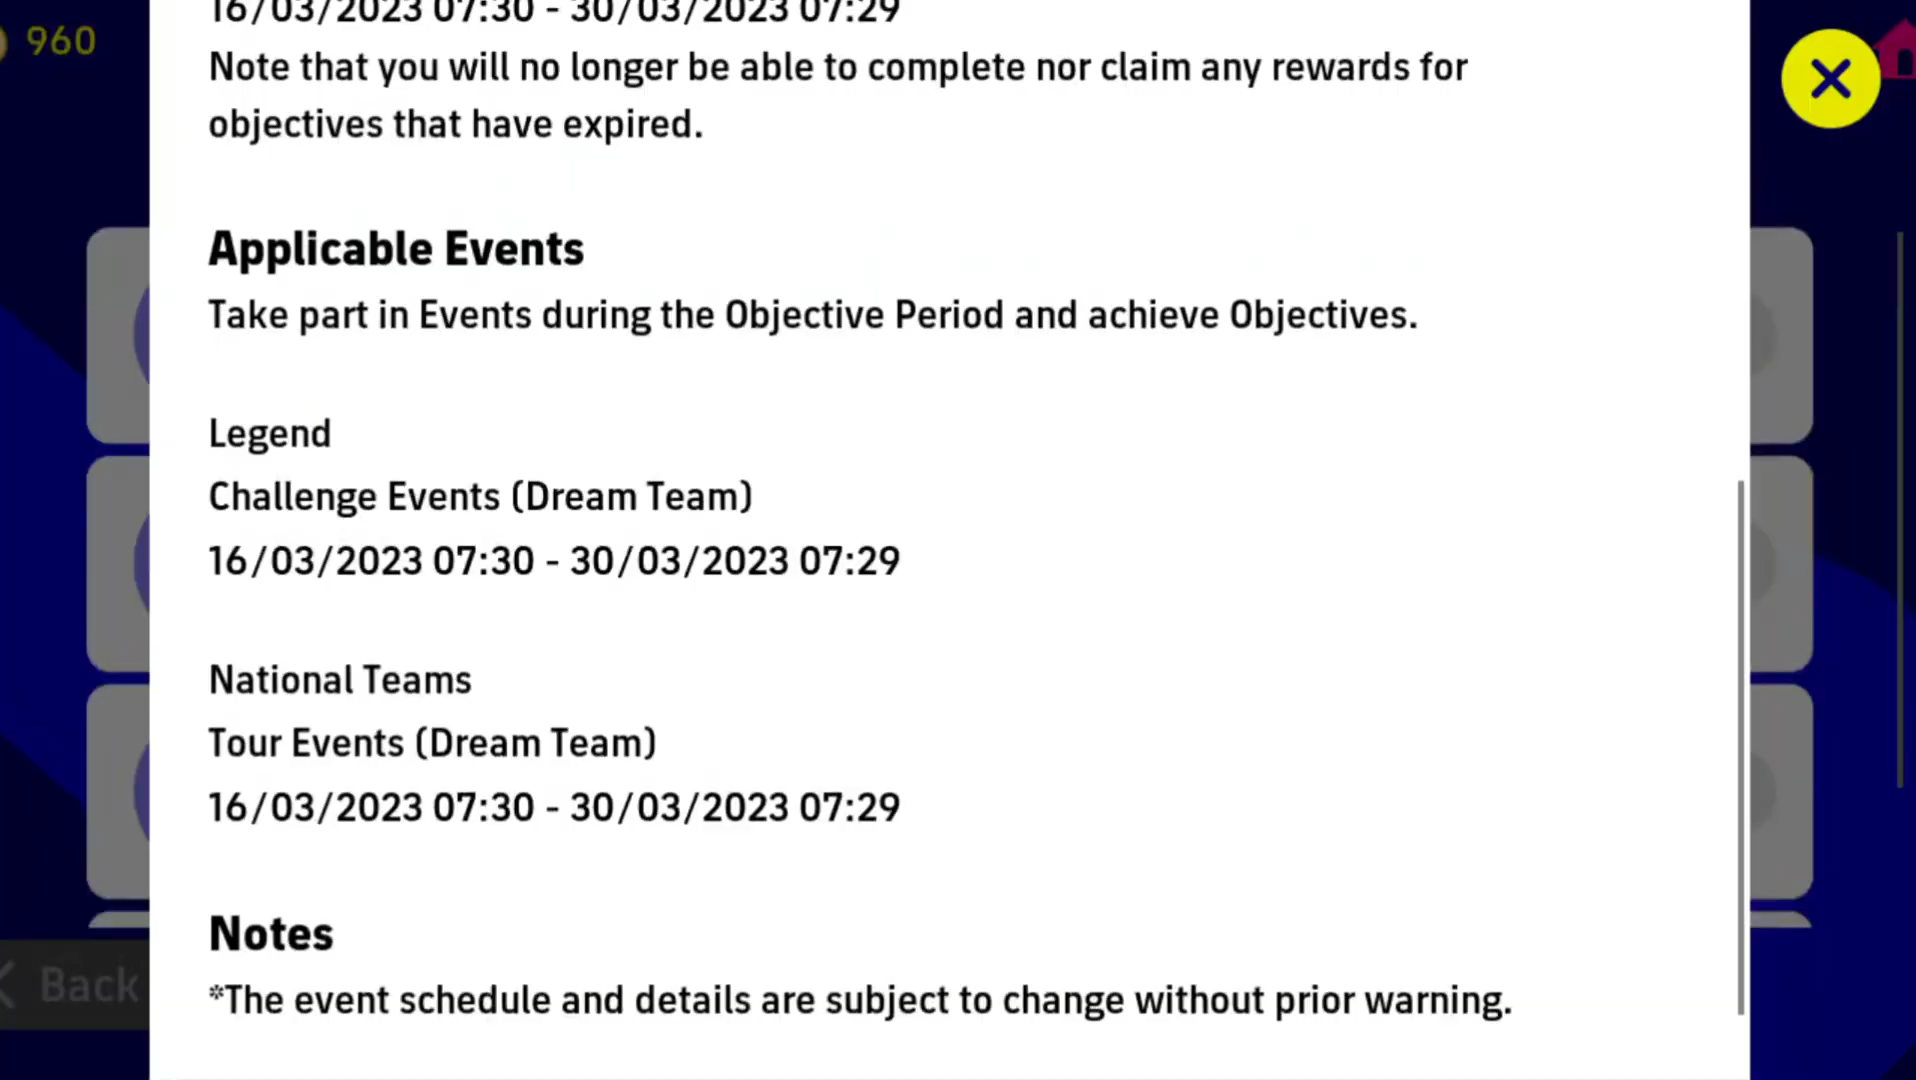 960
16/03/2023 07:30 - 30/03/2023 07:29
Note that you will no longer be able to complete nor claim any rewards for
objectives that have expired.
Applicable Events
Take part in Events during the Objective Period and achieve Objectives.
Legend
Challenge Events (Dream Team)
16/03/2023 07:30 - 30/03/2023 07:29
National Teams
Tour Events (Dream Team)
16/03/2023 07:30 - 30/03/2023 07:29
Notes
*The event schedule and details are subject to change without prior warning.
Back